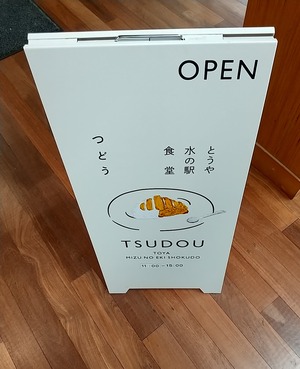 OPEN
とうや
水の駅
食堂
つどう
TSUDOU
TOYA
MIZU NO EKI SHOKUDO
11:00-15:00